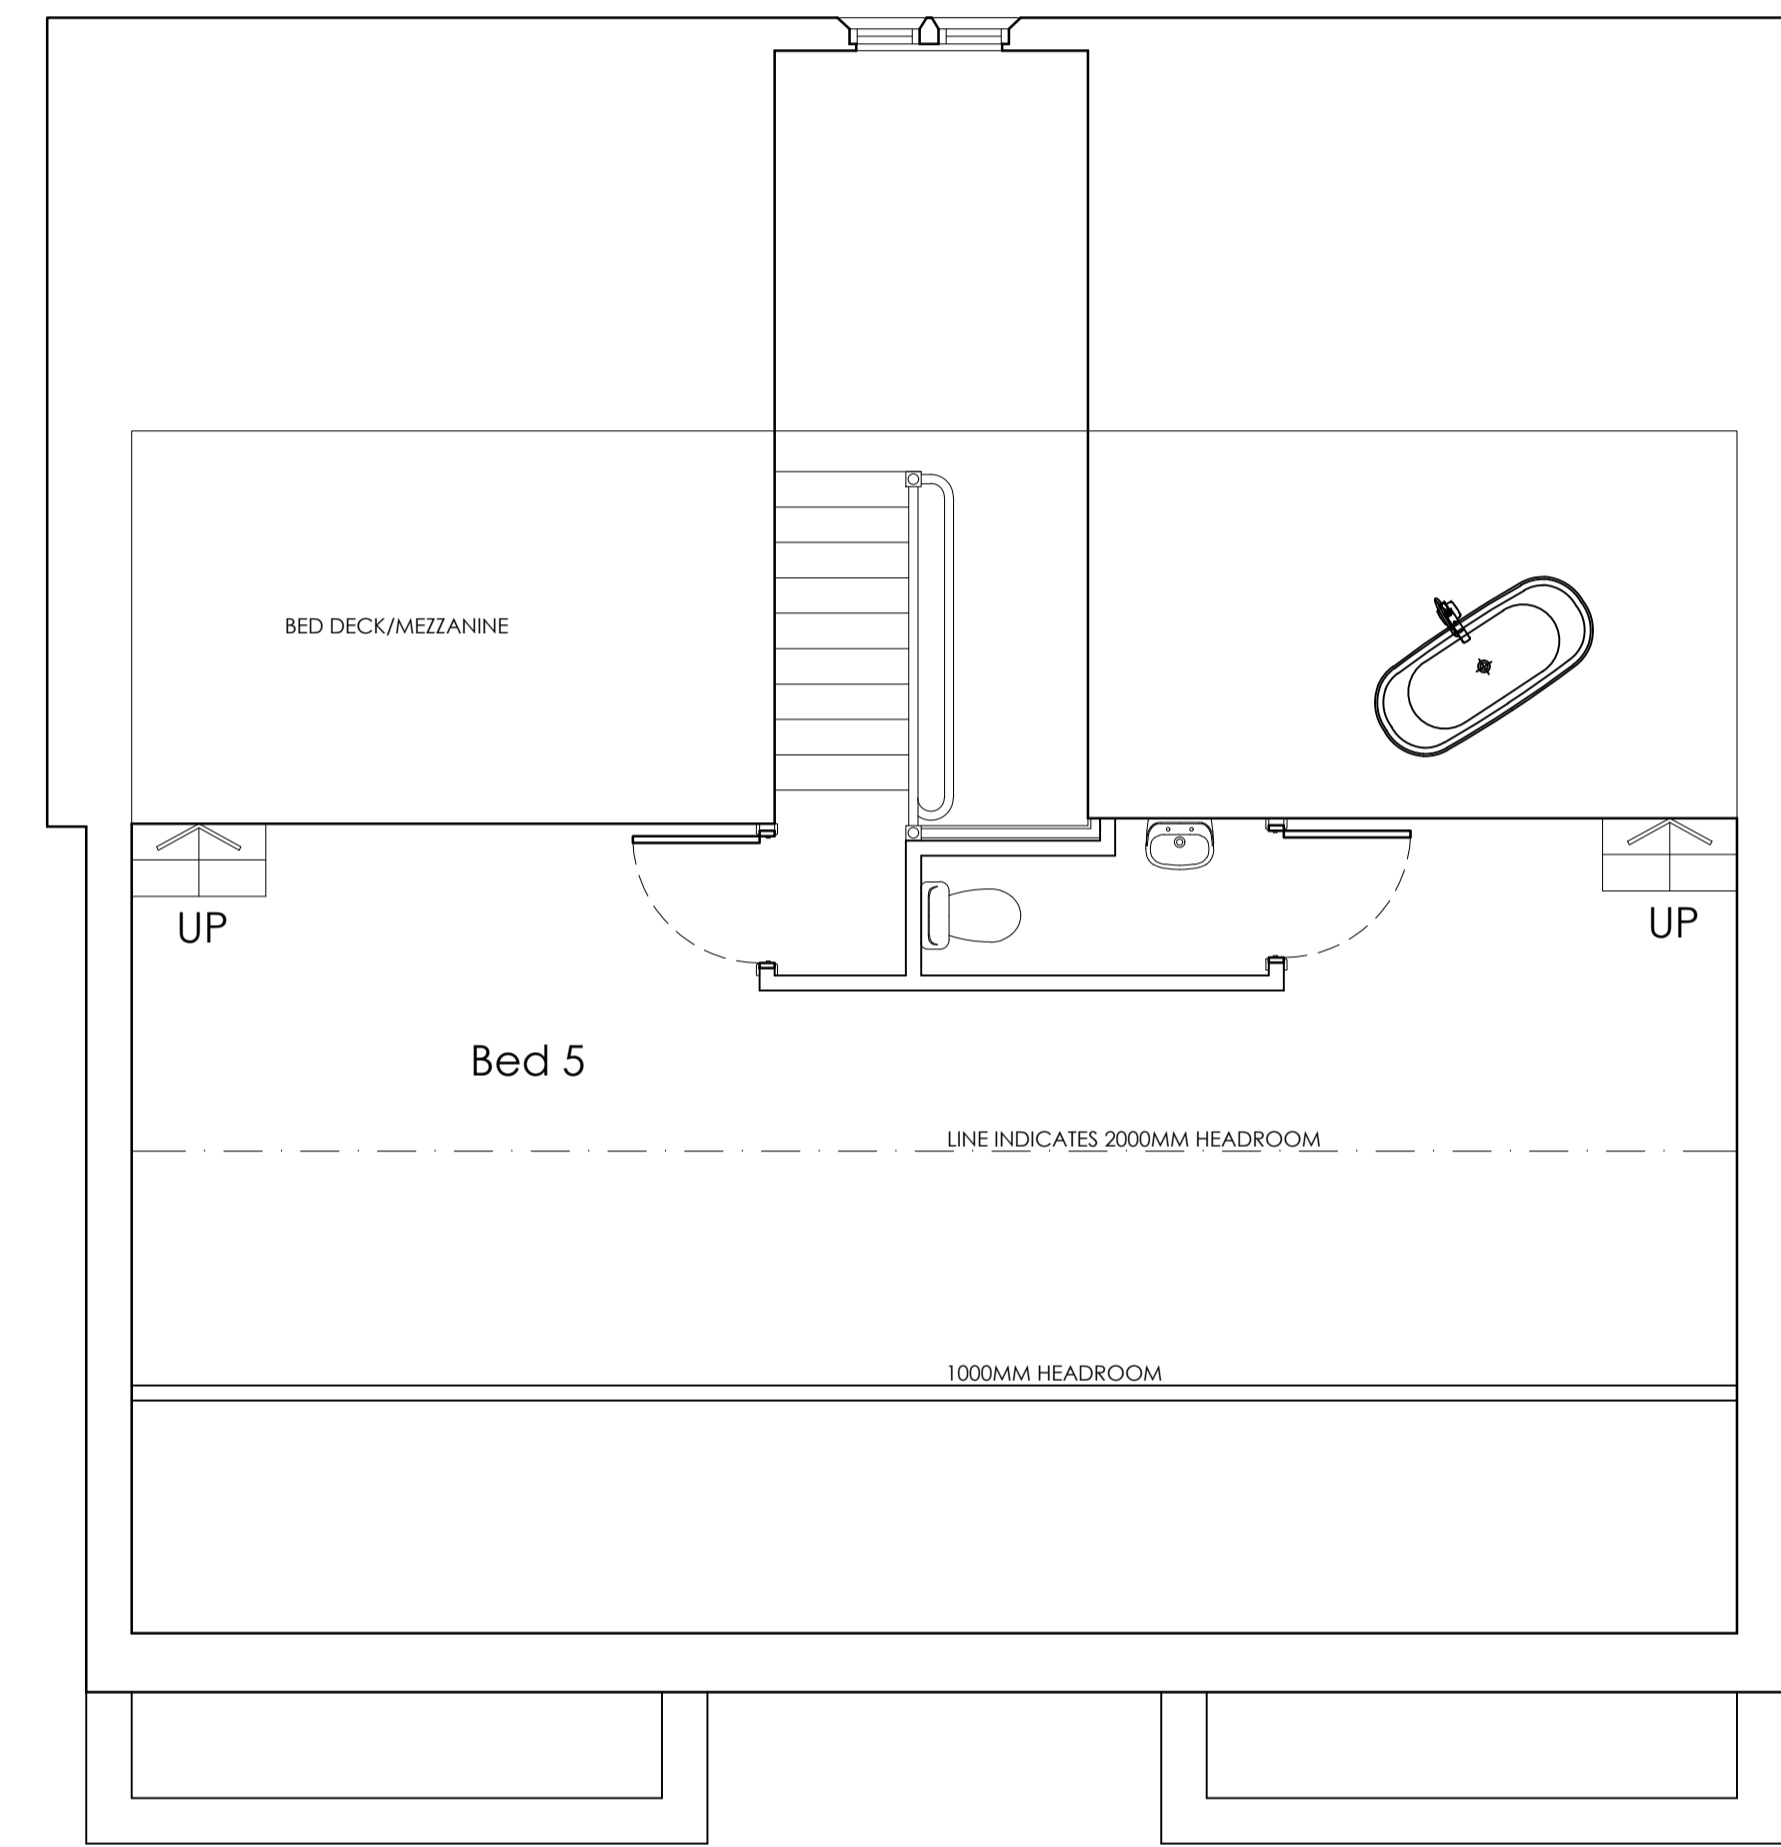 BED DECK/MEZZANINE
UP
UP
Bed 5
LINE INDICATES 2000MM HEADROOM
1000MM HEADROOM